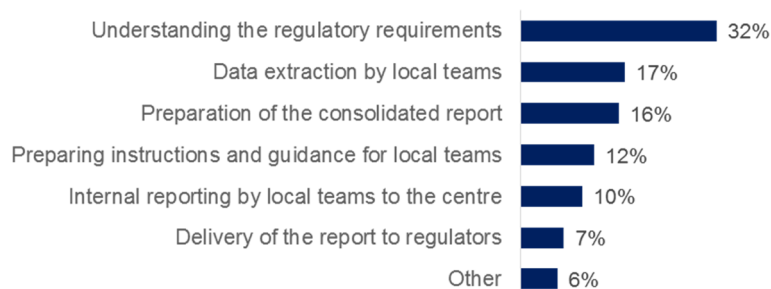 Understanding the regulatory requirements 32%
Data extraction by local teams 17%
Preparation of the consolidated report 16%
Preparing instructions and guidance for local teams 12%
Internal reporting by local teams to the centre 10%
Delivery of the report to regulators 7%
Other 6%